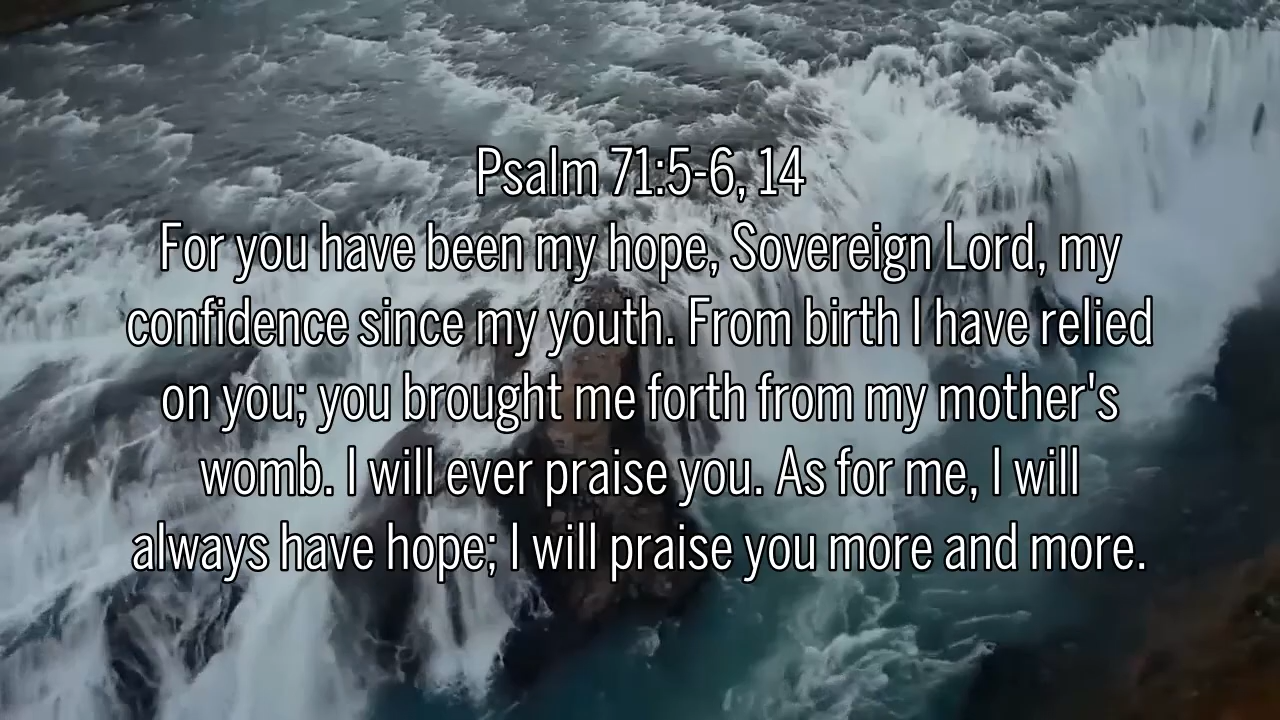 Psalm 71:5-6, 14
For you have been my hope, Sovereign Lord, my
confidence since my youth. From birth I have relied
on you; you brought me forth from my mother's
womb. I will ever praise you. As for me, I will
always have hope; I will praise you more and more.